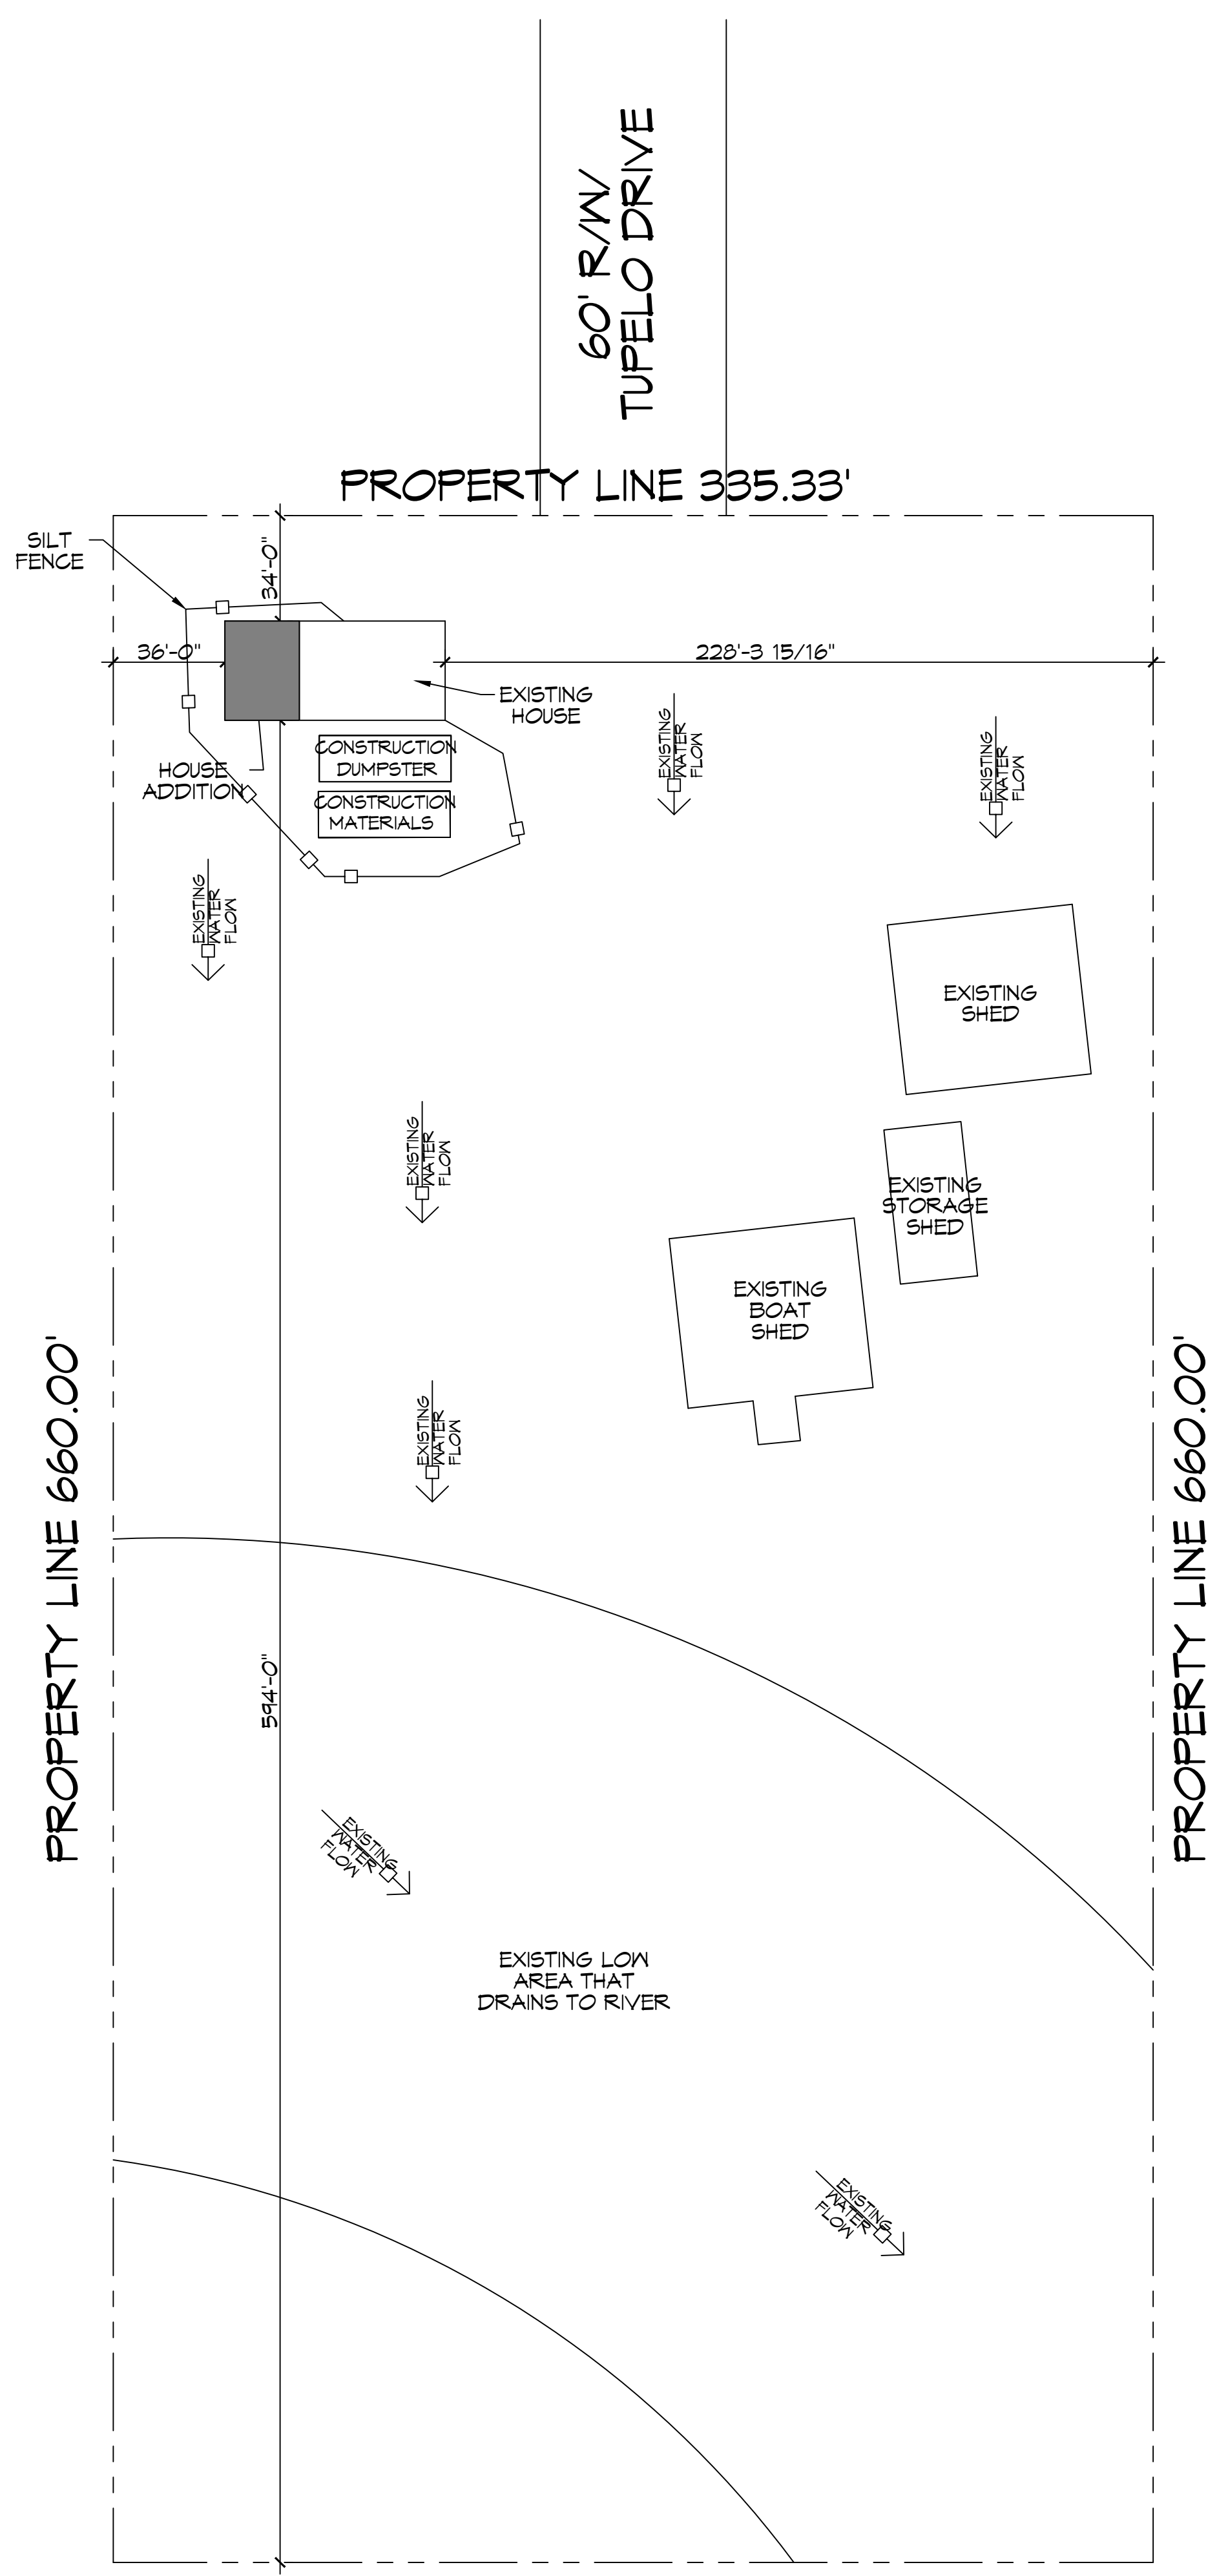 60' R/W/
TUPELO DRIVE
PROPERTY LINE 335.33'
SILT
FENCE
34'-0"
36'-0"
228'-3 15/16"
EXISTING
HOUSE
CONSTRUCTION
DUMPSTER
HOUSE
ADDITION
CONSTRUCTION
MATERIALS
EXISTING
WATER
FLOW
EXISTING
WATER
FLOW
EXISTING
WATER
FLOW
EXISTING
SHED
EXISTING
WATER
FLOW
EXISTING
STORAGE
SHED
EXISTING
BOAT
SHED
EXISTING
WATER
FLOW
PROPERTY LINE 660.00'
PROPERTY LINE 660.00'
594'-0"
EXISTING
WATER
FLOW
EXISTING LOW
AREA THAT
DRAINS TO RIVER
EXISTING
WATER
FLOW